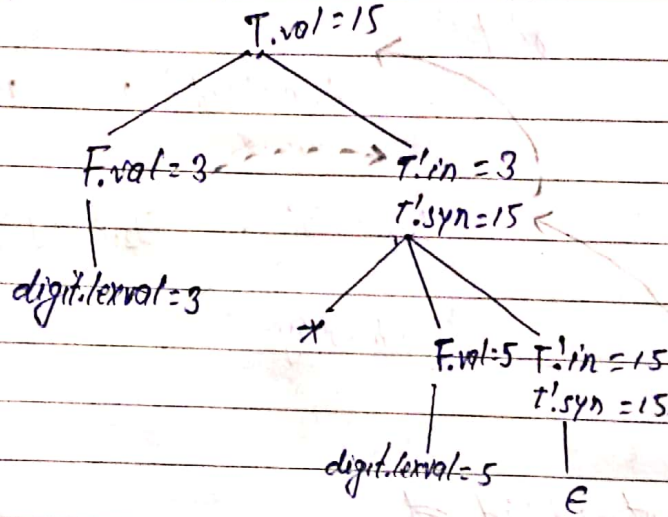 T.val=15
F.val=3
T'.in = 3
T'.syn=15
digit.lexval=3
*
F.val=5
T'.in = 15
T'.syn = 15
digit.lexval=5
ϵ